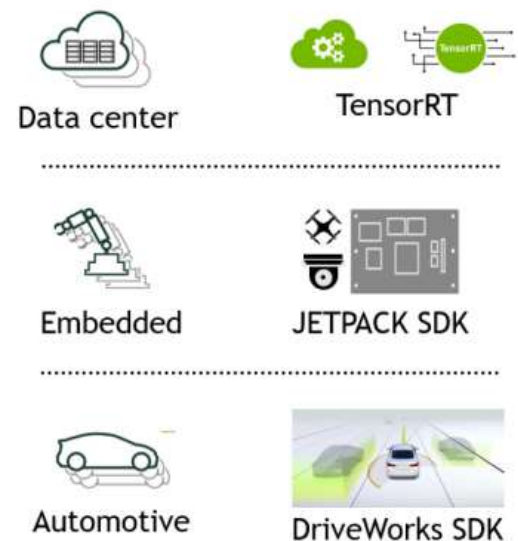 TensorRT
Data center
TensorRT
Embedded
JETPACK SDK
Automotive
DriveWorks SDK